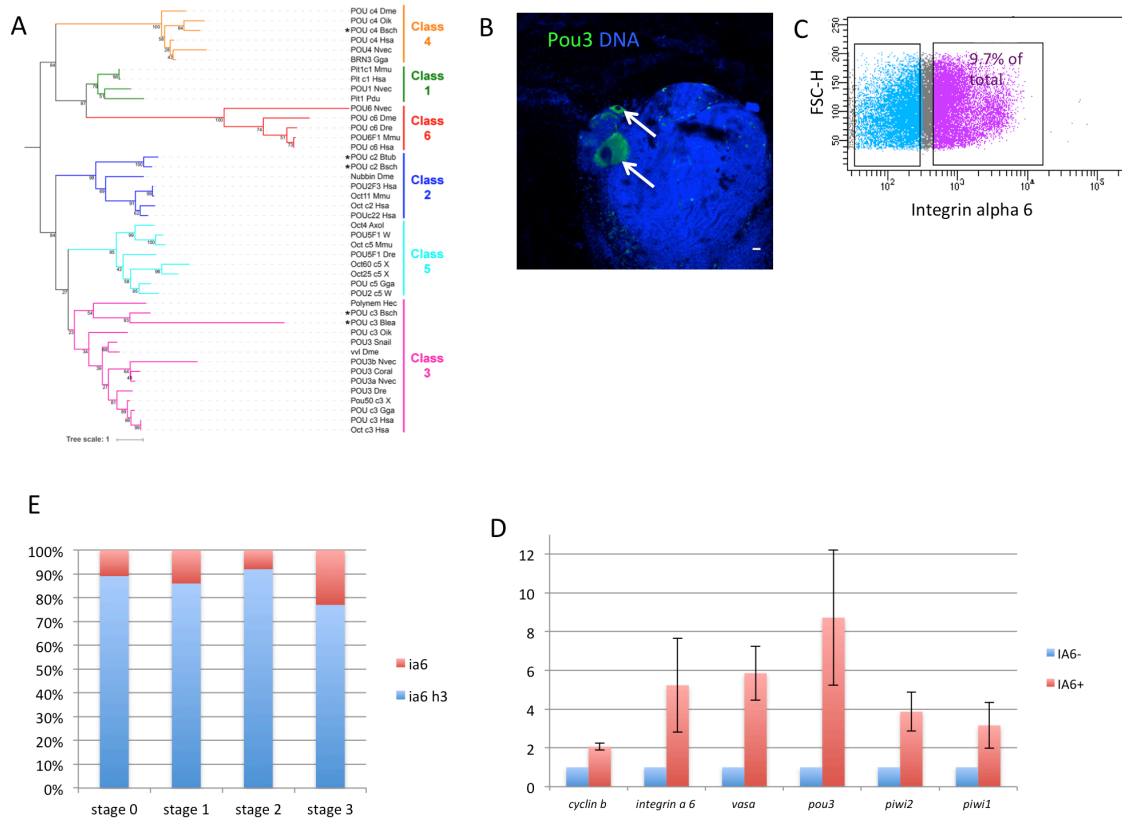 A
POU c4 Dme
POU c4 Oik
*POU c4 Bsch
POU c4 Hsa
POU4 Nvec
BRN3 Gga
Class
4
Pit1c1 Mmu
Pit c1 Hsa
POU1 Nvec
Pit1 Pdu
Class
1
POU6 Nvec
POU c6 Dme
POU c6 Dre
POU6F1 Mmu
POU c6 Hsa
Class
6
*POU c2 Btub
*POU c2 Bsch
Nubbin Dme
POU2F3 Hsa
Oct11 Mmu
Oct c2 Hsa
POUc22 Hsa
Class
2
Oct4 Axol
POU5F1 W
Oct c5 Mmu
POU5F1 Dre
Oct60 c5 X
Oct25 c5 X
POU c5 Gga
POU2 c5 W
Class
5
Polynem Hec
*POU c3 Bsch
*POU c3 Blea
POU c3 Oik
POU3 Snail
vvl Dme
POU3b Nvec
POU3 Coral
POU3a Nvec
POU3 Dre
Pou50 c3 X
POU c3 Gga
POU c3 Hsa
Oct c3 Hsa
Class
3
Tree scale: 1
B
Pou3 DNA
C
9.7% of
total
FSC-H
250
200
150
100
50
10² 10³ 10⁴ 10⁵
Integrin alpha 6
E
100%
90%
80%
70%
60%
50%
40%
30%
20%
10%
0%
stage 0 stage 1 stage 2 stage 3
ia6
ia6 h3
D
12
10
8
6
4
2
0
cyclin b integrin a 6 vasa pou3 piwi2 piwi1
IA6-
IA6+